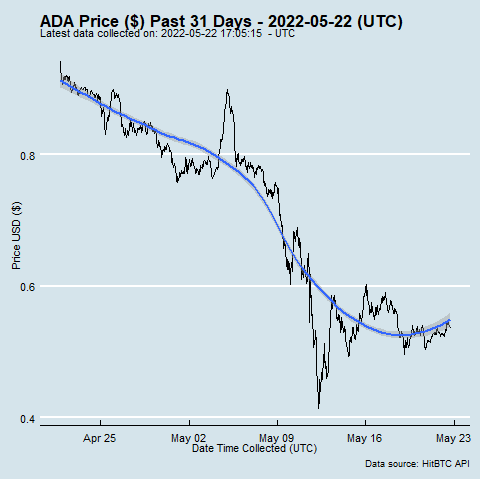 ADA Price ($) Past 31 Days - 2022-05-22 (UTC)
Latest data collected on: 2022-05-22 17:05:15  - UTC
0.8
0.6
0.4
Price USD ($)
Apr 25
May 02
May 09
May 16
May 23
Date Time Collected (UTC)
Data source: HitBTC API